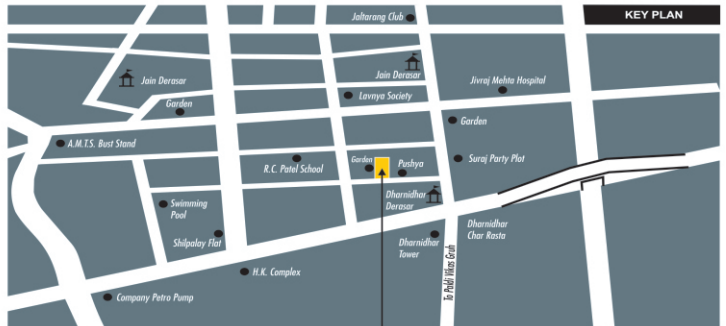 KEY PLAN
Jaltarang Club
Jain Derasar
Jain Derasar
Jivraj Mehta Hospital
Lavnya Society
Garden
Garden
A.M.T.S. Bust Stand
R.C. Patel School
Garden
Pushya
Suraj Party Plot
Swimming
Pool
Dharnidhar
Derasar
Shilpalay Flat
Dharnidhar
Char Rasta
Dharnidhar
Tower
To Paldi Vikas Gruh
H.K. Complex
Company Petro Pump